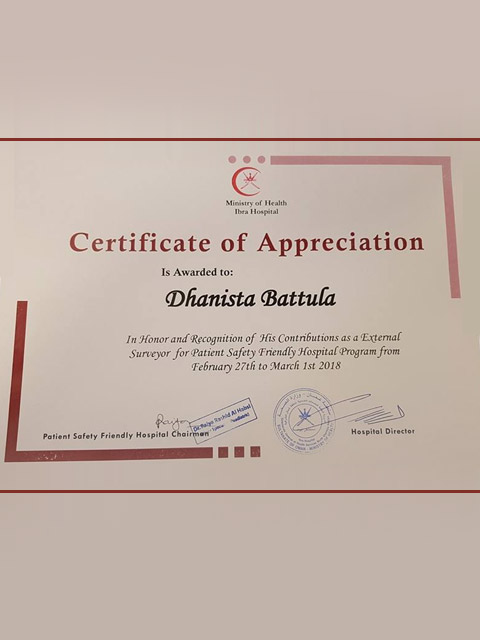 Ministry of Health
Ibra Hospital
Certificate of Appreciation
Is Awarded to:
Dhanista Battula
In Honor and Recognition of His Contributions as a External
Surveyor for Patient Safety Friendly Hospital Program from
February 27th to March 1st 2018
Patient Safety Friendly Hospital Chairman
Hospital Director